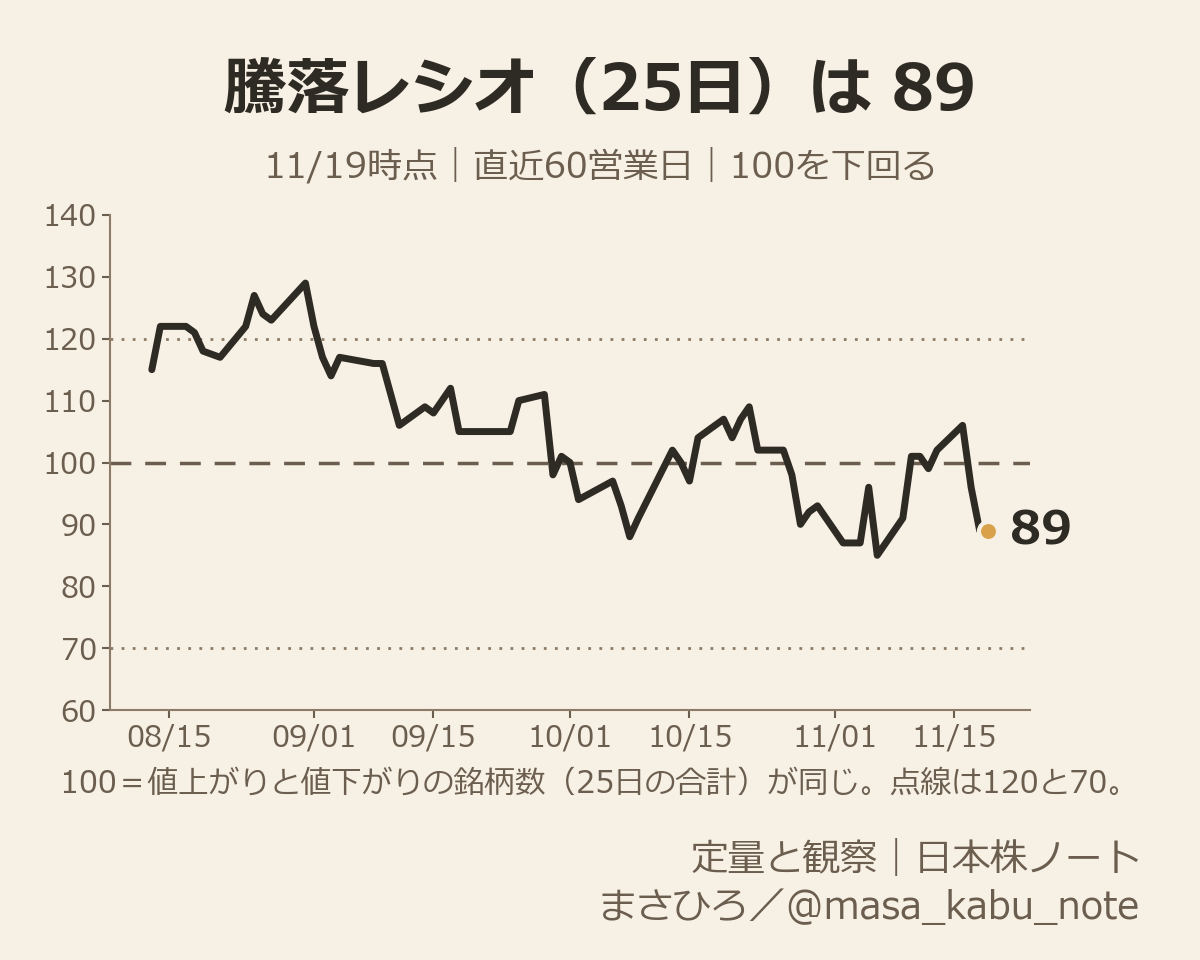 騰落レシオ（25日）は 89
11/19時点｜直近60営業日｜100を下回る
140
130
120
110
100
90
80
70
60
89
08/15 09/01 09/15 10/01 10/15 11/01 11/15
100＝値上がりと値下がりの銘柄数（25日の合計）が同じ。点線は120と70。
定量と観察｜日本株ノート
まさひろ／@masa_kabu_note